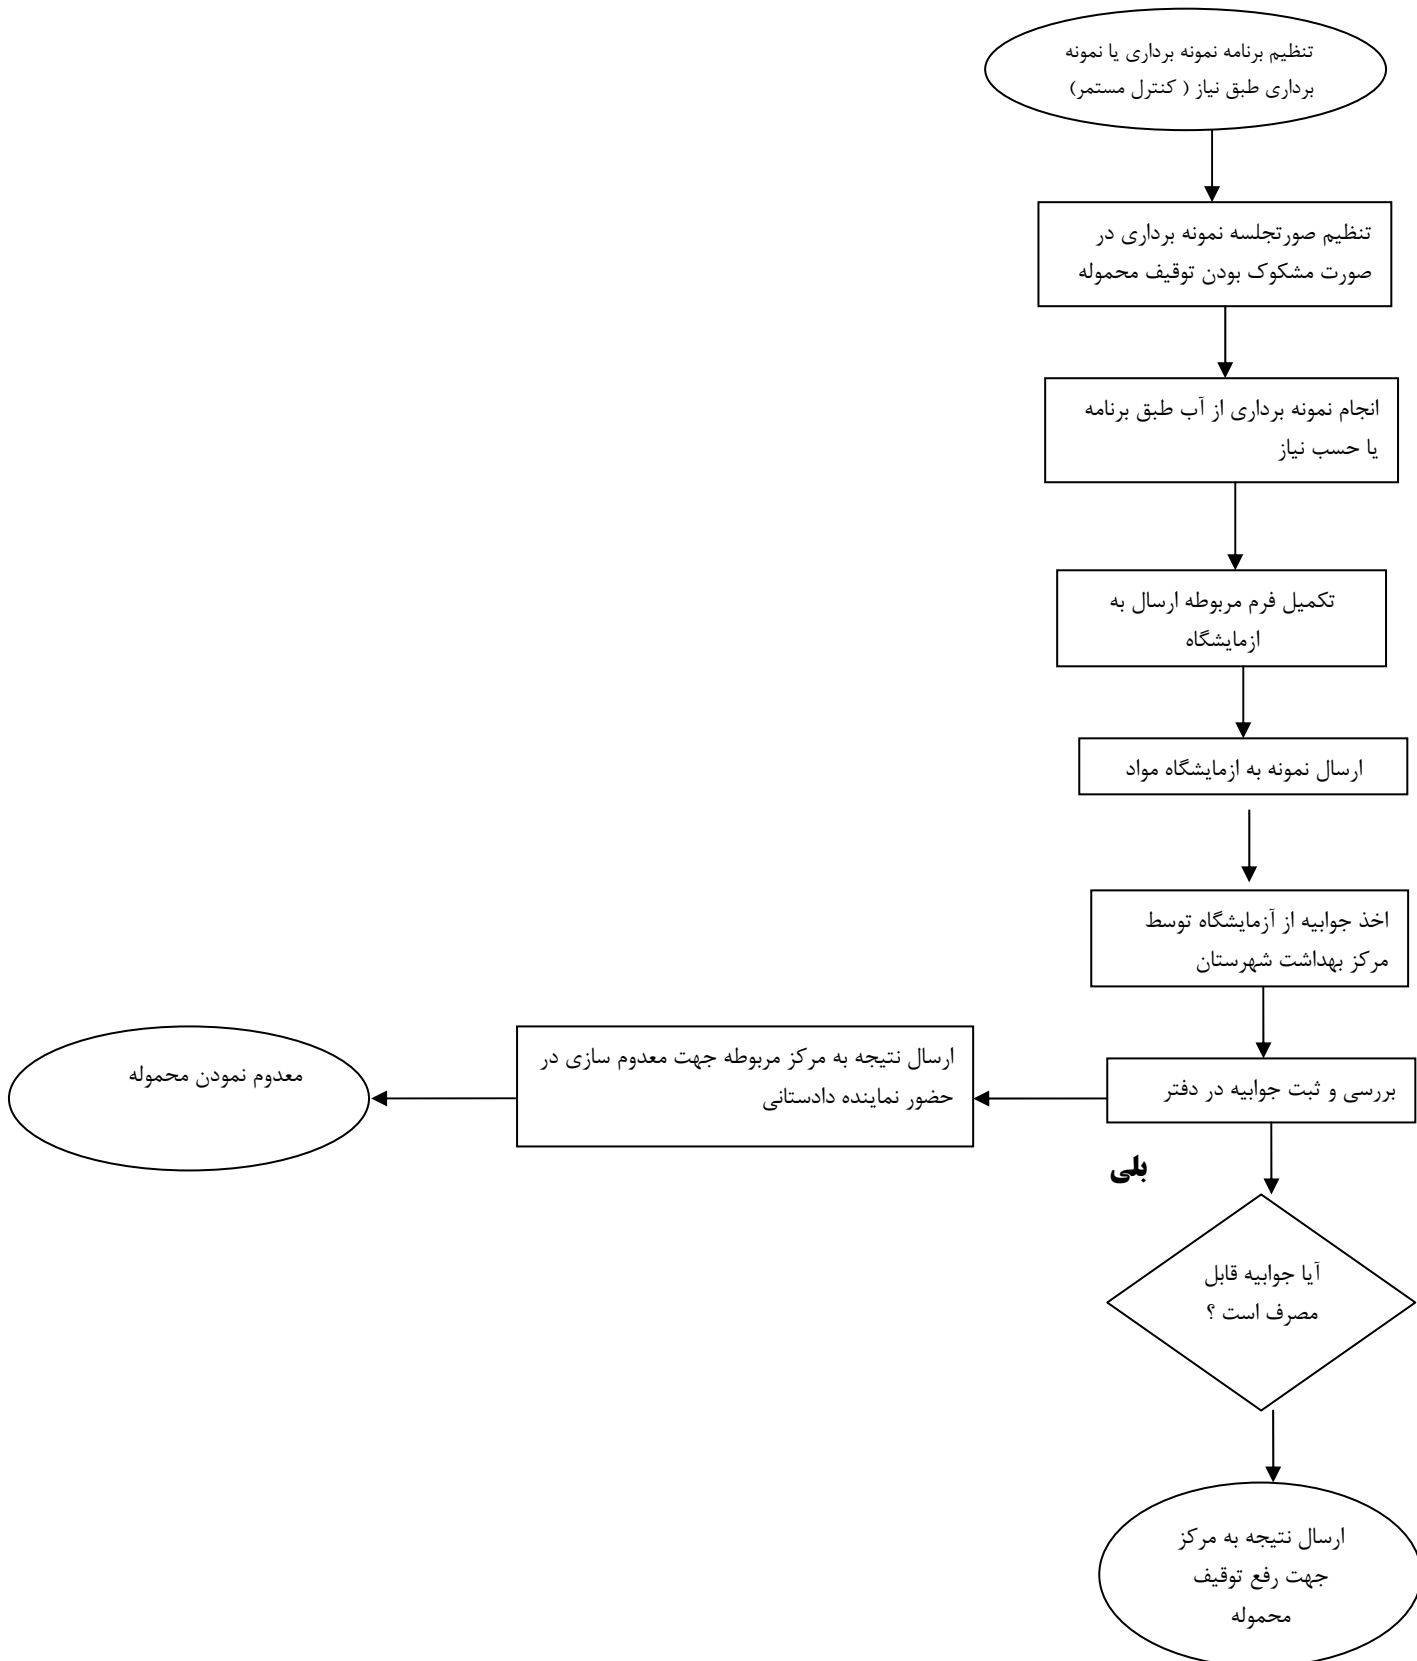 تنظیم برنامه نمونه برداری یا نمونه
برداری طبق نیاز ( کنترل مستمر)
تنظیم صورتجلسه نمونه برداری در
صورت مشکوک بودن توقیف محموله
انجام نمونه برداری از آب طبق برنامه
یا حسب نیاز
تکمیل فرم مربوطه ارسال به
ازمایشگاه
ارسال نمونه به ازمایشگاه مواد
اخذ جوابیه از آزمایشگاه توسط
مرکز بهداشت شهرستان
بررسی و ثبت جوابیه در دفتر
ارسال نتیجه به مرکز مربوطه جهت معدوم سازی در
حضور نماینده دادستانی
معدوم نمودن محموله
بلی
آیا جوابیه قابل
مصرف است ؟
ارسال نتیجه به مرکز
جهت رفع توقیف
محموله